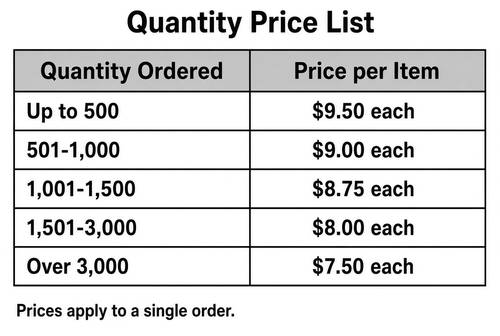 Quantity Price List
Quantity Ordered Price per Item
Up to 500 $9.50 each
501-1,000 $9.00 each
1,001-1,500 $8.75 each
1,501-3,000 $8.00 each
Over 3,000 $7.50 each
Prices apply to a single order.